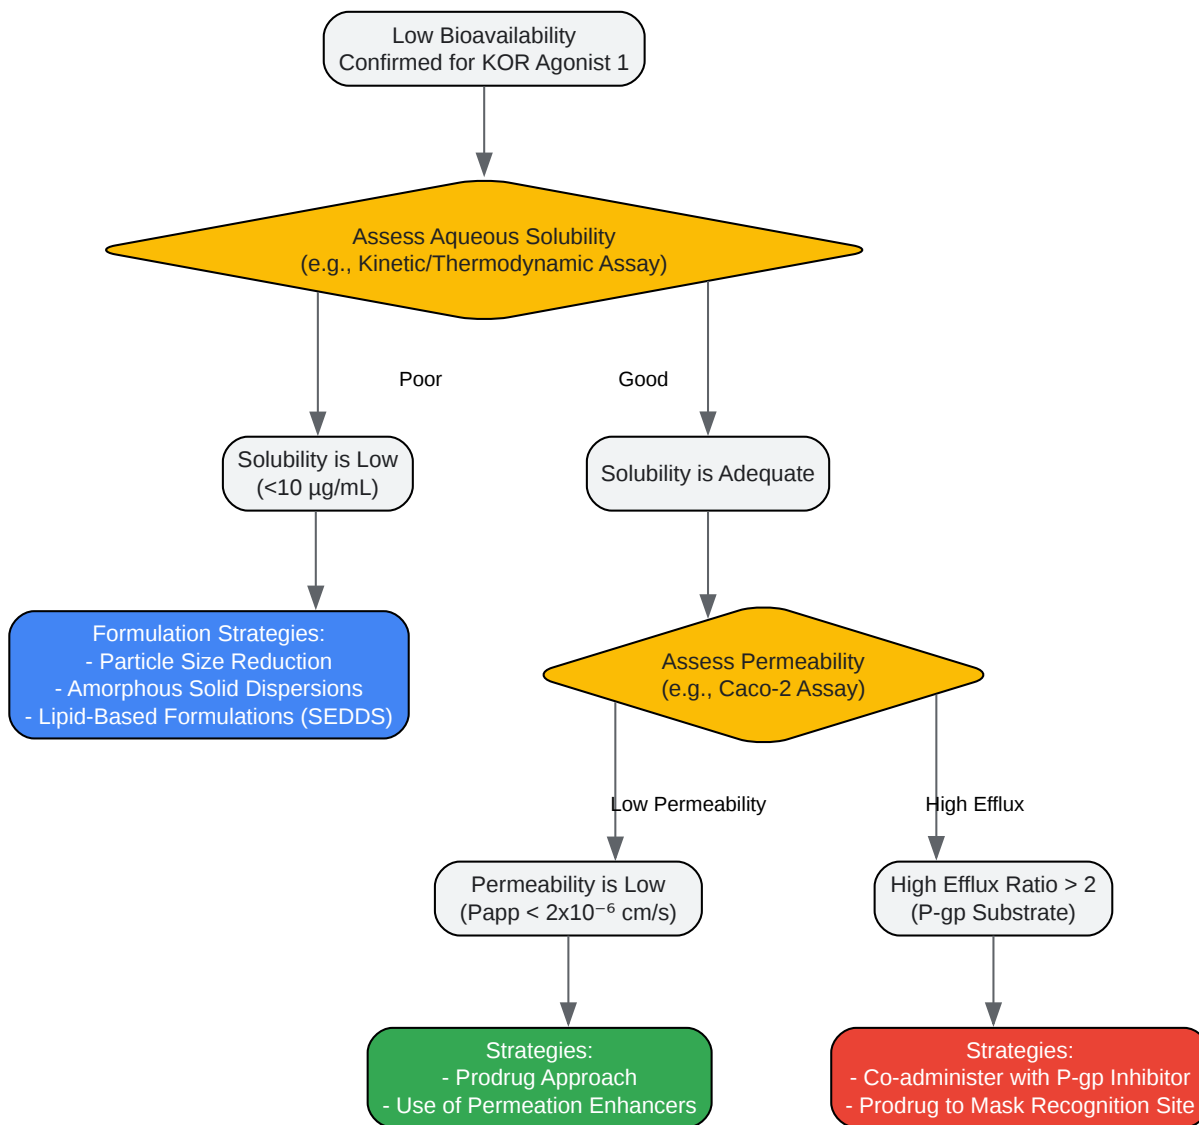 Low Bioavailability
Confirmed for KOR Agonist 1
Assess Aqueous Solubility
(e.g., Kinetic/Thermodynamic Assay)
Poor
Good
Solubility is Low
(<10 µg/mL)
Solubility is Adequate
Formulation Strategies:
- Particle Size Reduction
- Amorphous Solid Dispersions
- Lipid-Based Formulations (SEDDS)
Assess Permeability
(e.g., Caco-2 Assay)
Low Permeability
High Efflux
Permeability is Low
(Papp < 2x10⁻⁶ cm/s)
High Efflux Ratio > 2
(P-gp Substrate)
Strategies:
- Prodrug Approach
- Use of Permeation Enhancers
Strategies:
- Co-administer with P-gp Inhibitor
- Prodrug to Mask Recognition Site